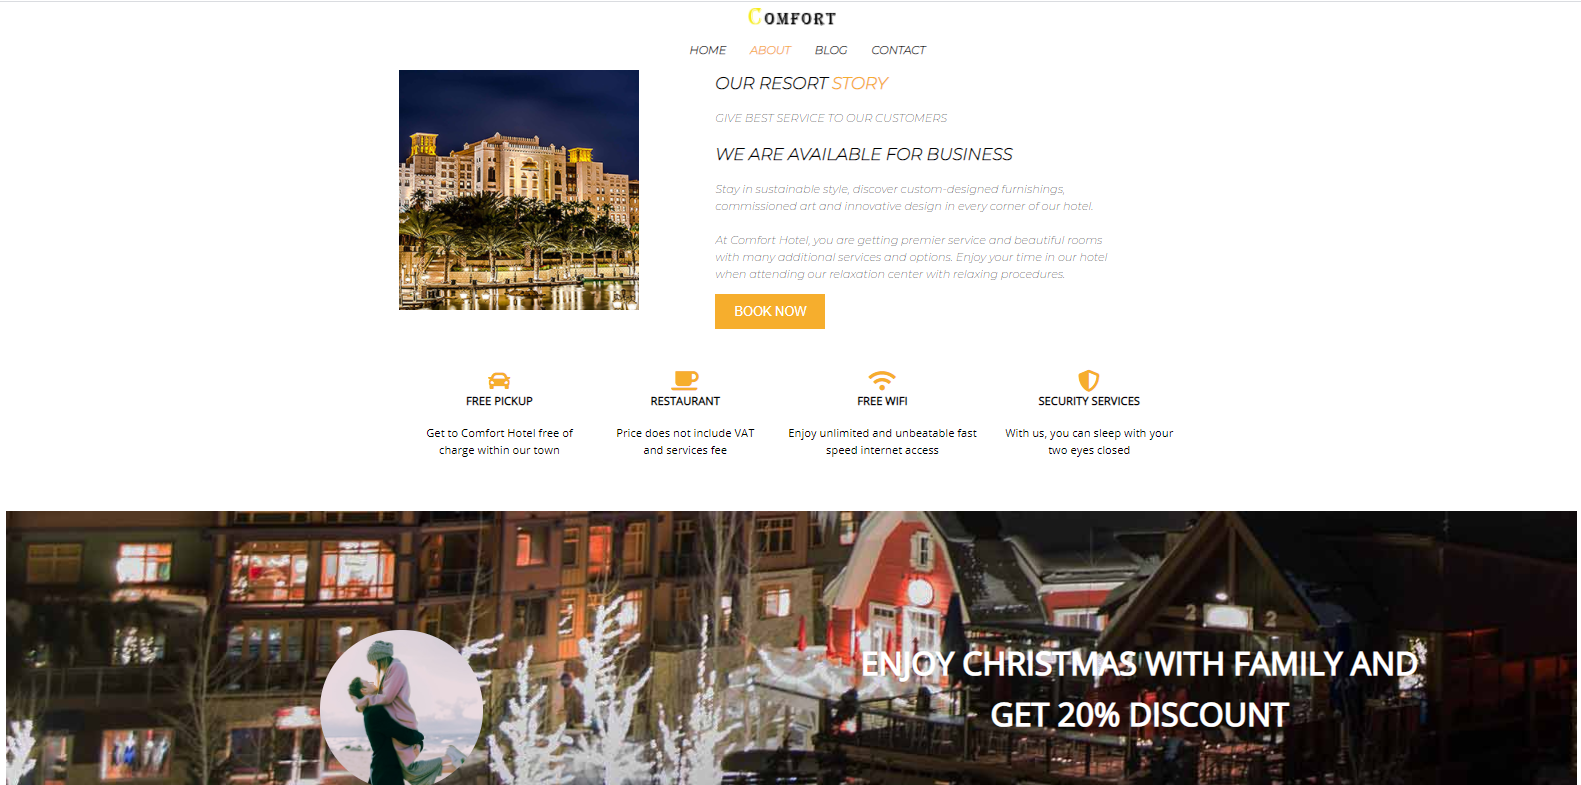 COMFORT
HOME ABOUT BLOG CONTACT
OUR RESORT STORY
GIVE BEST SERVICE TO OUR CUSTOMERS
WE ARE AVAILABLE FOR BUSINESS
Stay in sustainable style, discover custom-designed furnishings,
commissioned art and innovative design in every corner of our hotel.
At Comfort Hotel, you are getting premier service and beautiful rooms
with many additional services and options. Enjoy your time in our hotel
when attending our relaxation center with relaxing procedures.
BOOK NOW
FREE PICKUP
Get to Comfort Hotel free of
charge within our town
RESTAURANT
Price does not include VAT
and services fee
FREE WIFI
Enjoy unlimited and unbeatable fast
speed internet access
SECURITY SERVICES
With us, you can sleep with your
two eyes closed
2 2
ENJOY CHRISTMAS WITH FAMILY AND
GET 20% DISCOUNT